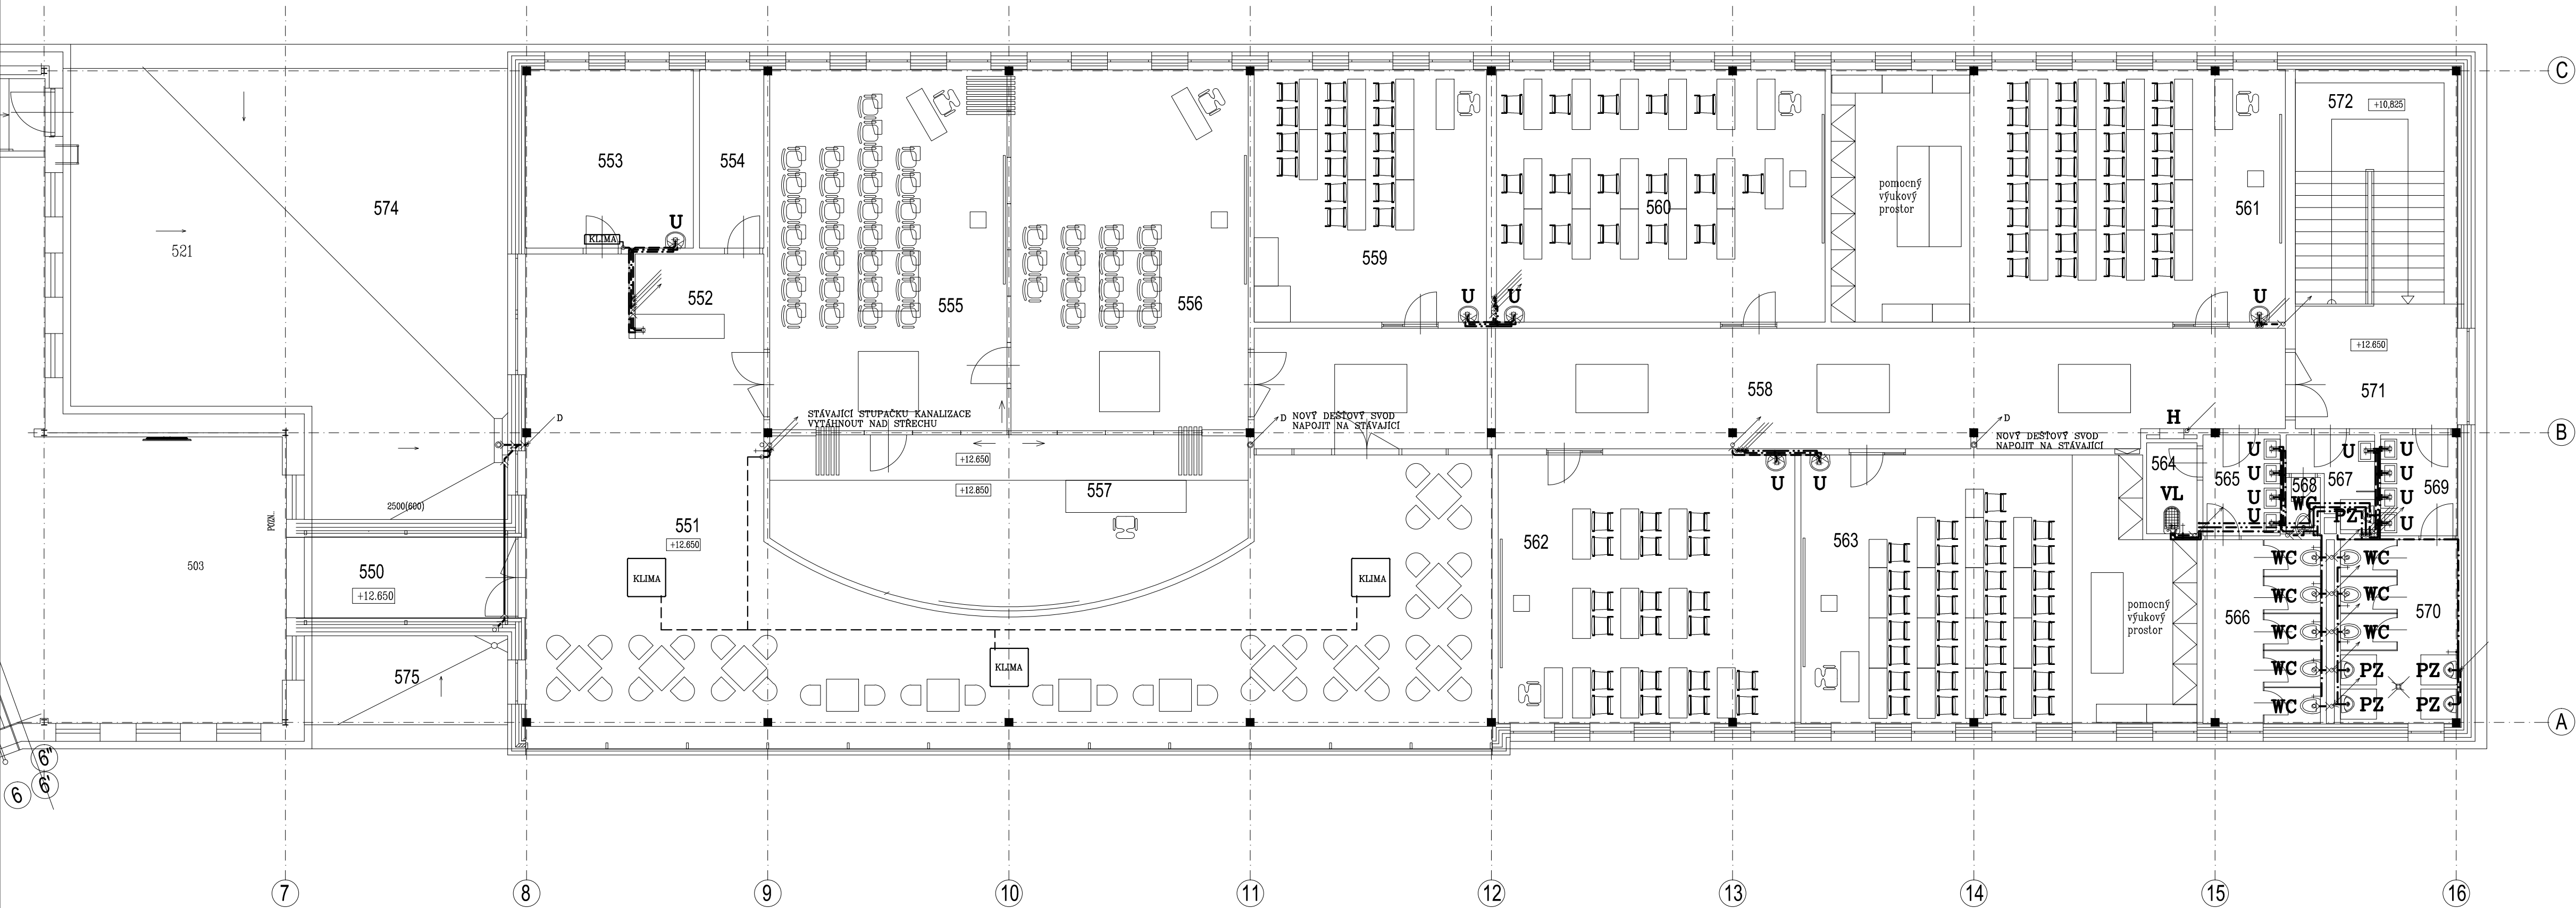 C
572
+10,825
553
554
pomocný
výukový
prostor
574
560
561
U
521
KLIMA
559
552
555
556
U
U
U
+12.650
558
571
STÁVAJÍCÍ STUPAČKU KANALIZACE
VYTÁHNOUT NAD STŘECHU
D
D
NOVÝ DEŠŤOVÝ SVOD
NAPOJIT NA STÁVAJÍCÍ
D
H
B
NOVÝ DEŠŤOVÝ SVOD
NAPOJIT NA STÁVAJÍCÍ
+12.650
U
U
U
564
U
U
565
568
567
U
569
+12.850
557
U
U
VL
U
WC
U
2500(600)
POZN..
551
U
PZ
U
+12.650
562
563
503
550
WC
WC
KLIMA
KLIMA
+12.650
WC
WC
pomocný
výukový
prostor
566
570
WC
WC
KLIMA
575
WC
PZ
PZ
WC
PZ
PZ
A
6"
6'
6
7
8
9
10
11
12
13
14
15
16